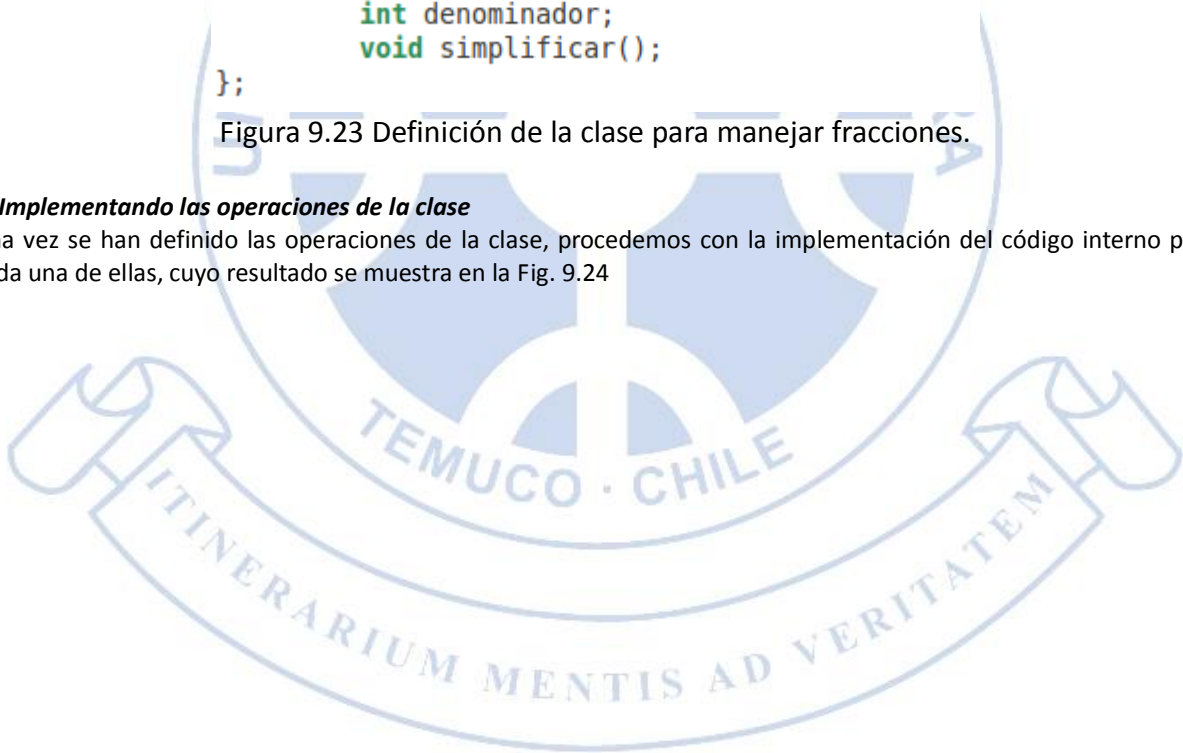 int denominador;
void simplificar();
};
Figura 9.23 Definición de la clase para manejar fracciones.
Implementando las operaciones de la clase
vez se han definido las operaciones de la clase, procedemos con la implementación del código interno
una de ellas, cuyo resultado se muestra en la Fig. 9.24
TEMUCO · CHILE
ITINERARIUM MENTIS AD VERITATEM